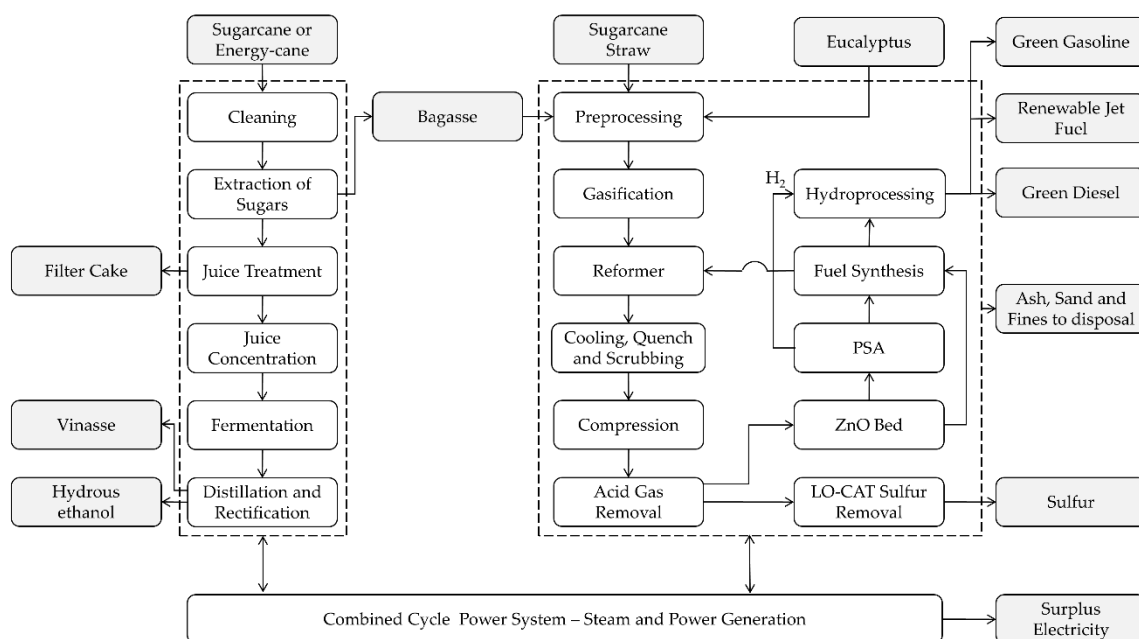 Sugarcane or
Energy-cane
Sugarcane
Straw
Eucalyptus
Green Gasoline
Cleaning
Bagasse
Preprocessing
Renewable Jet
Fuel
Extraction of
Sugars
Gasification
H₂
Hydroprocessing
Green Diesel
Filter Cake
Juice Treatment
Reformer
Fuel Synthesis
Ash, Sand and
Fines to disposal
Juice
Concentration
Cooling, Quench
and Scrubbing
PSA
Vinasse
Fermentation
Compression
ZnO Bed
Hydrous
ethanol
Distillation and
Rectification
Acid Gas
Removal
LO-CAT Sulfur
Removal
Sulfur
Combined Cycle Power System – Steam and Power Generation
Surplus
Electricity